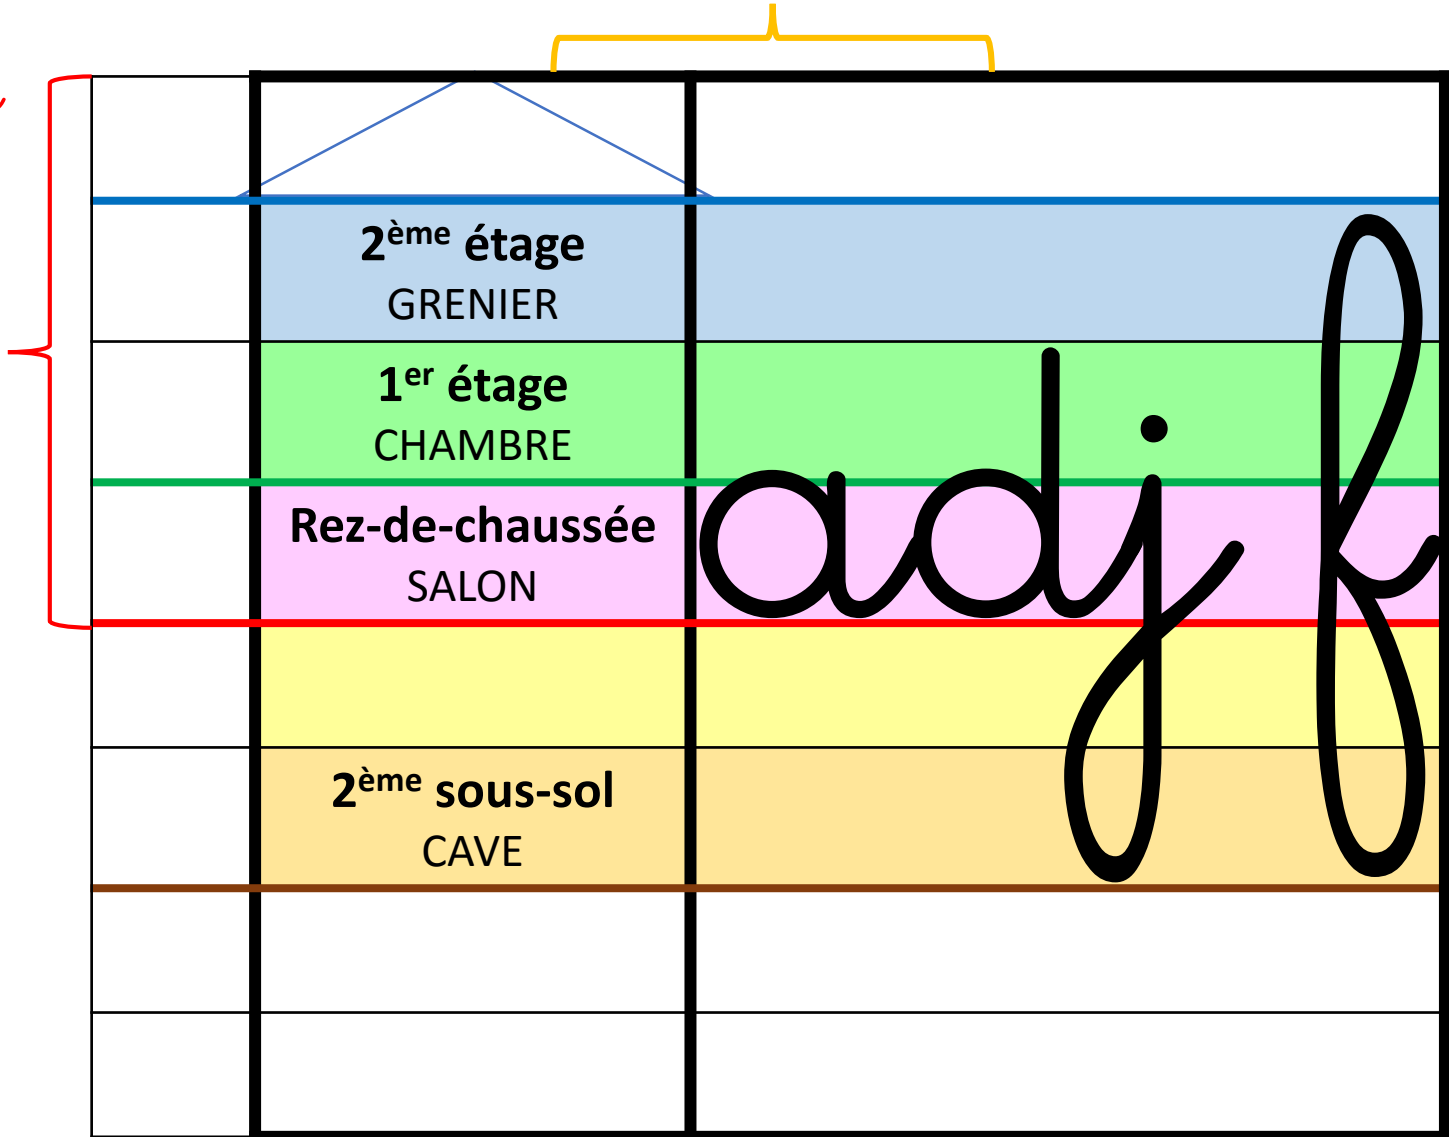 2ème étage
GRENIER
1er étage
CHAMBRE
Rez-de-chaussée
SALON
adj f
2ème sous-sol
CAVE